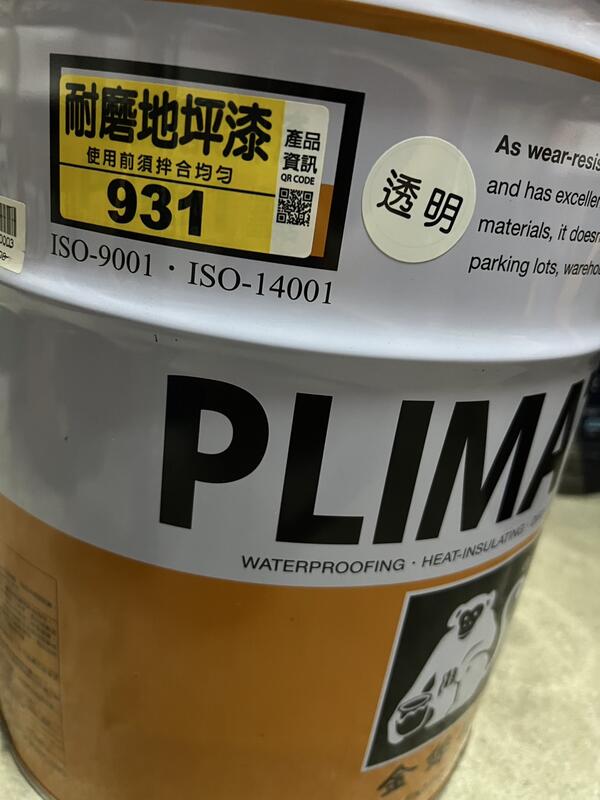 耐磨地坪漆
使用前須拌合均勻
931
產品
資訊
QR CODE
透明
As wear-resis
and has excellen
materials, it doesn
parking lots, wareho
ISO-9001 · ISO-14001
PLIMA
WATERPROOFING · HEAT-INSULATING ·
金